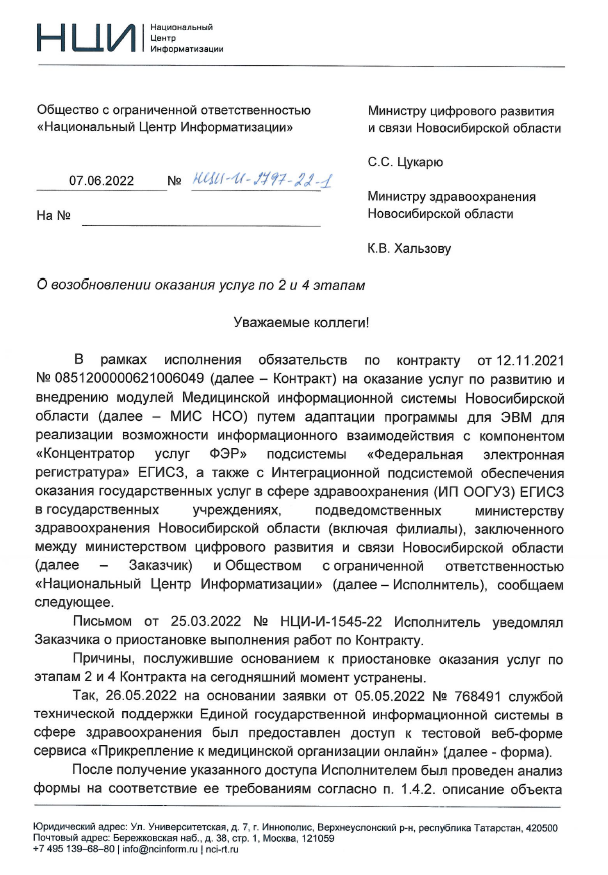 НЦИ
Национальный
Центр
Информатизации
Общество с ограниченной ответственностью
«Национальный Центр Информатизации»
07.06.2022 № НЦИ-И-1797-22-1
На №
Министру цифрового развития
и связи Новосибирской области
С.С. Цукарю
Министру здравоохранения
Новосибирской области
К.В. Хальзову
О возобновлении оказания услуг по 2 и 4 этапам
Уважаемые коллеги!
В рамках исполнения обязательств по контракту от 12.11.2021
№ 0851200000621006049 (далее – Контракт) на оказание услуг по развитию и
внедрению модулей Медицинской информационной системы Новосибирской
области (далее – МИС НСО) путем адаптации программы для ЭВМ для
реализации возможности информационного взаимодействия с компонентом
«Концентратор услуг ФЭР» подсистемы «Федеральная электронная
регистратура» ЕГИСЗ, а также с Интеграционной подсистемой обеспечения
оказания государственных услуг в сфере здравоохранения (ИП ООГУЗ) ЕГИСЗ
в государственных учреждениях, подведомственных министерству
здравоохранения Новосибирской области (включая филиалы), заключенного
между министерством цифрового развития и связи Новосибирской области
(далее – Заказчик) и Обществом с ограниченной ответственностью
«Национальный Центр Информатизации» (далее – Исполнитель), сообщаем
следующее.
Письмом от 25.03.2022 № НЦИ-И-1545-22 Исполнитель уведомлял
Заказчика о приостановке выполнения работ по Контракту.
Причины, послужившие основанием к приостановке оказания услуг по
этапам 2 и 4 Контракта на сегодняшний момент устранены.
Так, 26.05.2022 на основании заявки от 05.05.2022 № 768491 службой
технической поддержки Единой государственной информационной системы в
сфере здравоохранения был предоставлен доступ к тестовой веб-форме
сервиса «Прикрепление к медицинской организации онлайн» (далее - форма).
После получение указанного доступа Исполнителем был проведен анализ
формы на соответствие ее требованиям согласно п. 1.4.2. описание объекта
Юридический адрес: Ул. Университетская, д. 7, г. Иннополис, Верхнеуслонский р-н, республика Татарстан, 420500
Почтовый адрес: Бережковская наб., д. 38, стр. 1, Москва, 121059
+7 495 139–68–80 | info@ncinform.ru | nci-rt.ru